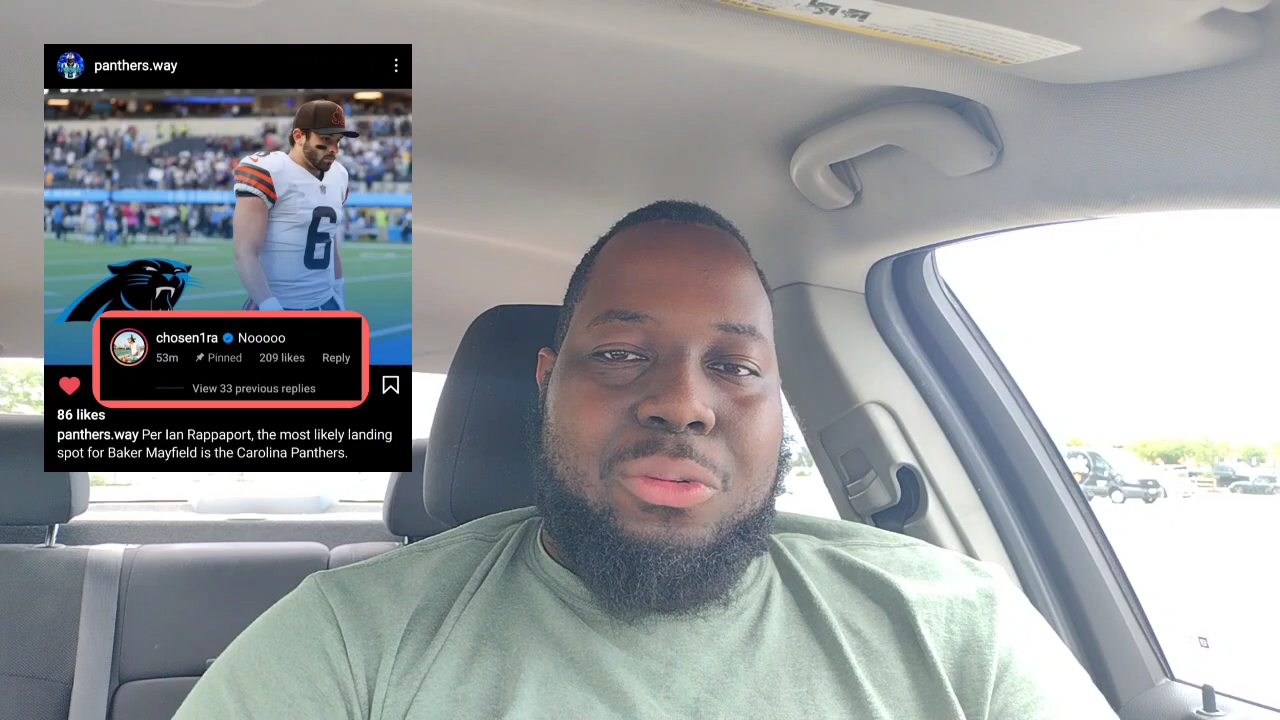 panthers.way
6
chosen1ra Nooooo
53m Pinned 209 likes Reply
View 33 previous replies
86 likes
panthers.way Per Ian Rappaport, the most likely landing
spot for Baker Mayfield is the Carolina Panthers.